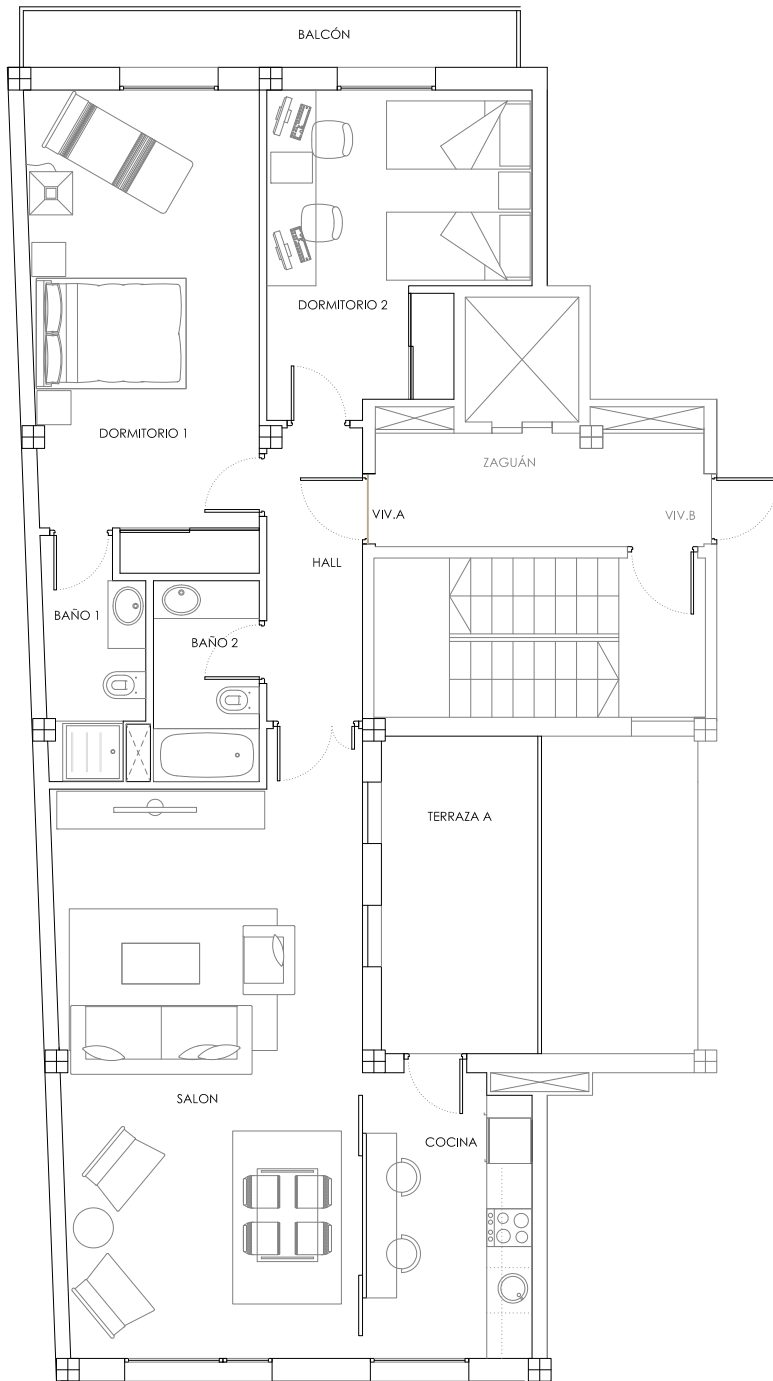 BALCÓN
DORMITORIO 2
DORMITORIO 1
ZAGUÁN
VIV.A
VIV.B
HALL
BAÑO 1
BAÑO 2
TERRAZA A
SALON
COCINA